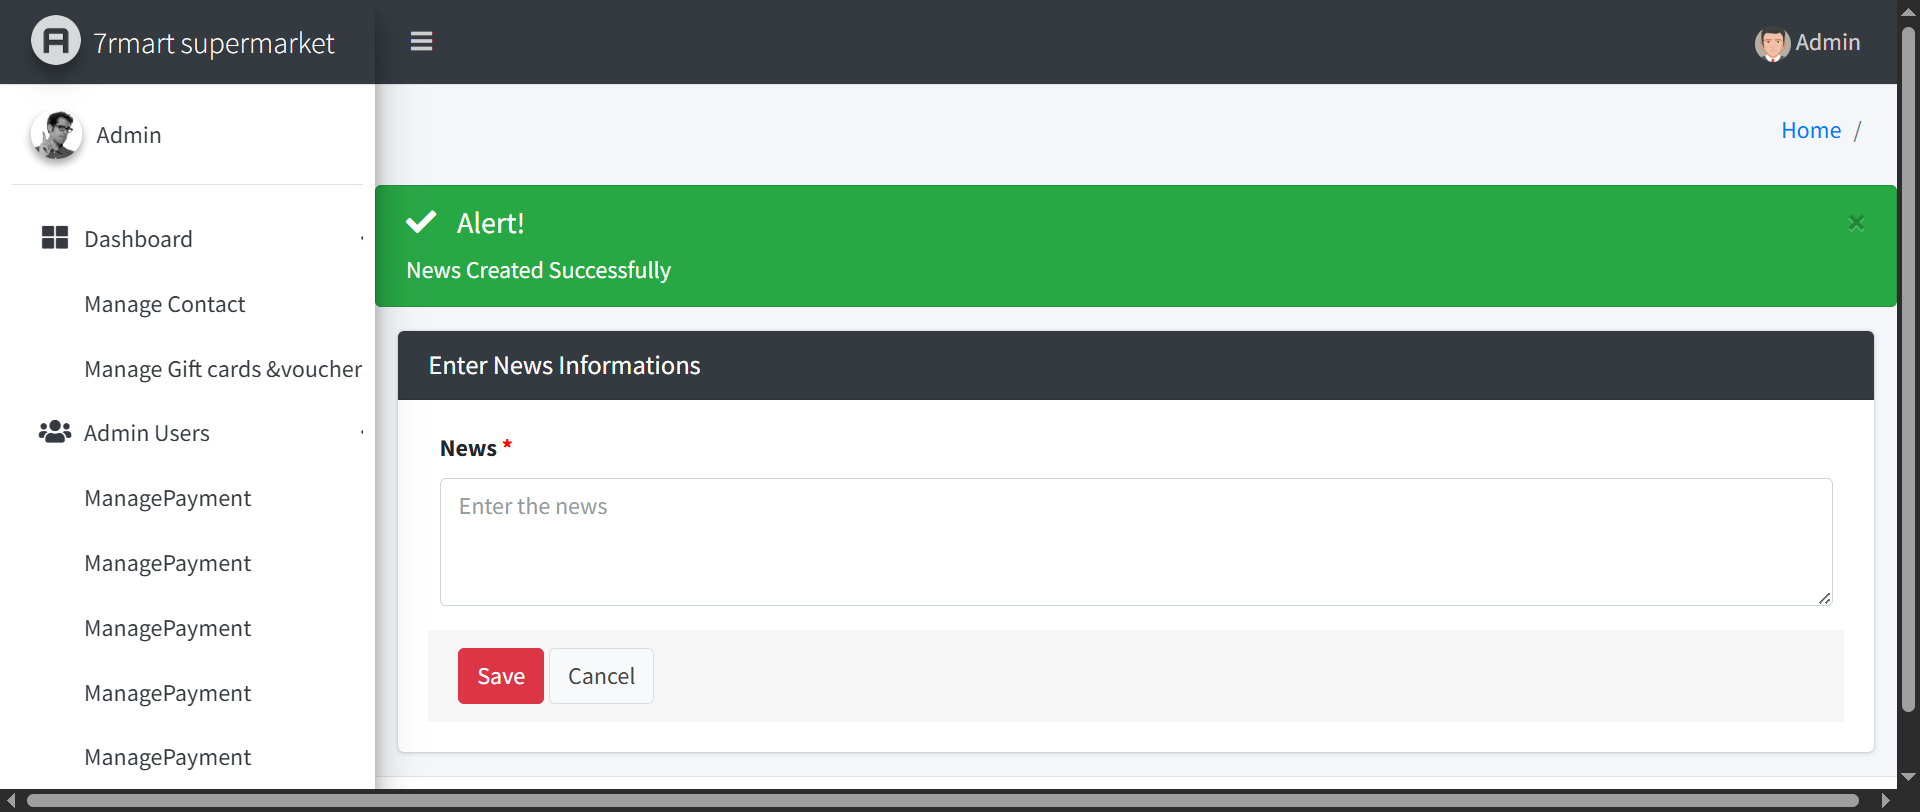 7rmart supermarket
Admin
Admin
Home /
Dashboard
Manage Contact
Manage Gift cards &voucher
Admin Users
ManagePayment
ManagePayment
ManagePayment
ManagePayment
ManagePayment
Alert!
×
News Created Successfully
Enter News Informations
News *
Enter the news
Save
Cancel